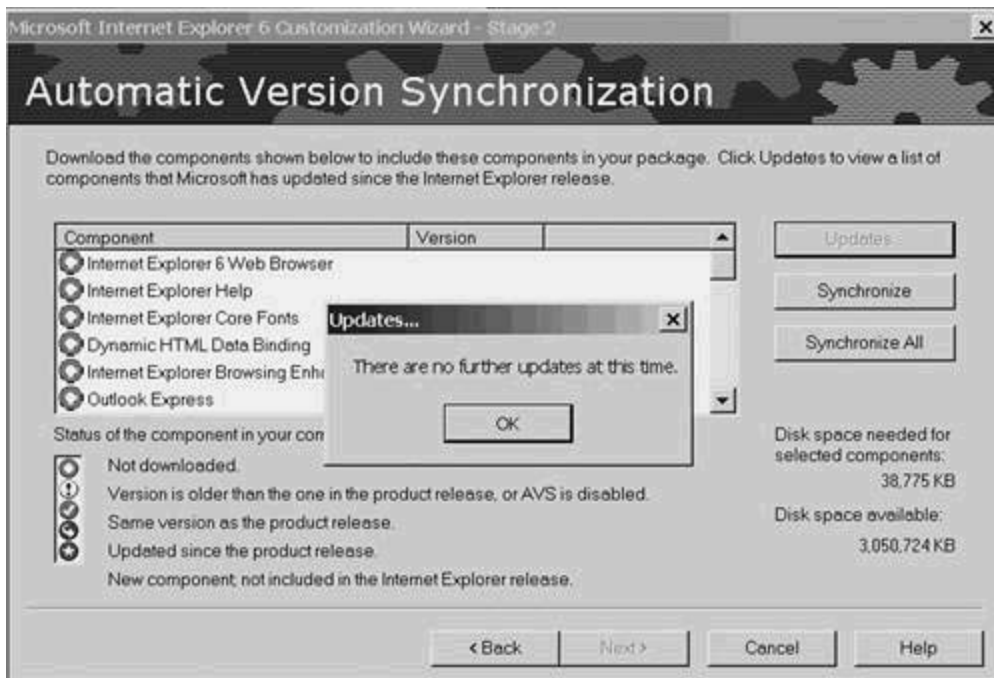 Microsoft Internet Explorer 6 Customization Wizard - Stage 2
Automatic Version Synchronization
Download the components shown below to include these components in your package. Click Updates to view a list of
components that Microsoft has updated since the Internet Explorer release.
Component Version
Internet Explorer 6 Web Browser
Internet Explorer Help
Internet Explorer Core Fonts
Dynamic HTML Data Binding
Internet Explorer Browsing Enh
Outlook Express
Updates
Synchronize
Synchronize All
Updates...
There are no further updates at this time.
OK
Status of the component in your com
Not downloaded.
Version is older than the one in the product release, or AVS is disabled.
Same version as the product release.
Updated since the product release.
New component; not included in the Internet Explorer release.
Disk space needed for
selected components:
38,775 KB
Disk space available:
3,050,724 KB
< Back Next > Cancel Help